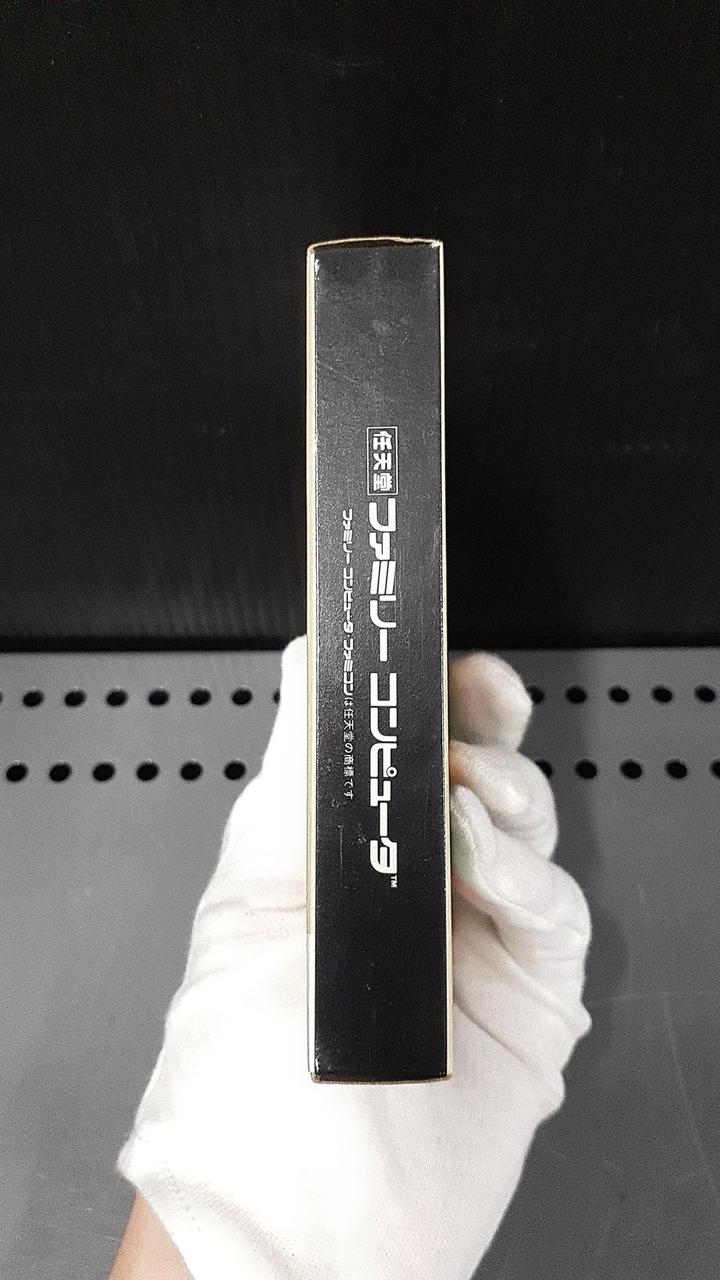 任天堂 ファミリー コンピュータ™
ファミリー コンピュータ・ファミコンは任天堂の商標です。